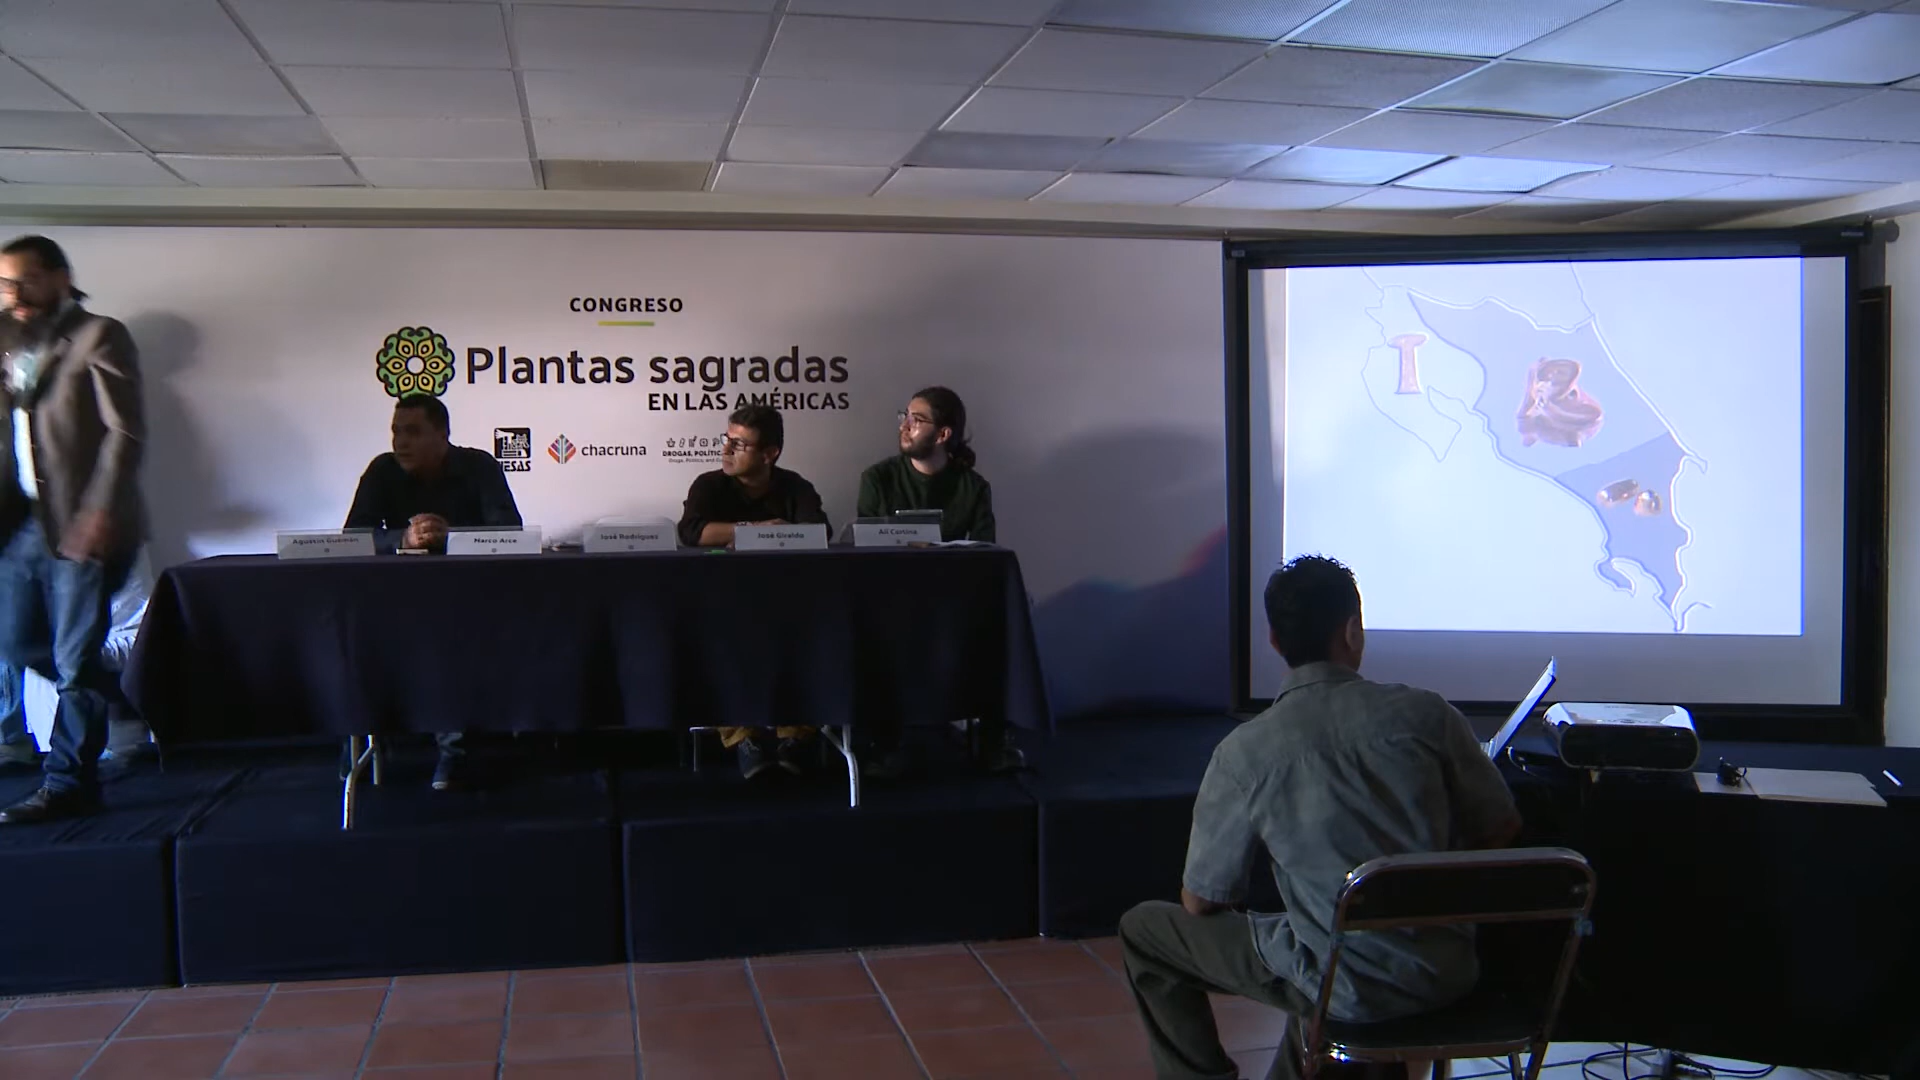 CONGRESO
Plantas sagradas
EN LAS AMÉRICAS
chacruna
Agustín Guzmán
Marco Arce
José Rodríguez
José Giraldo
Ali Cortina